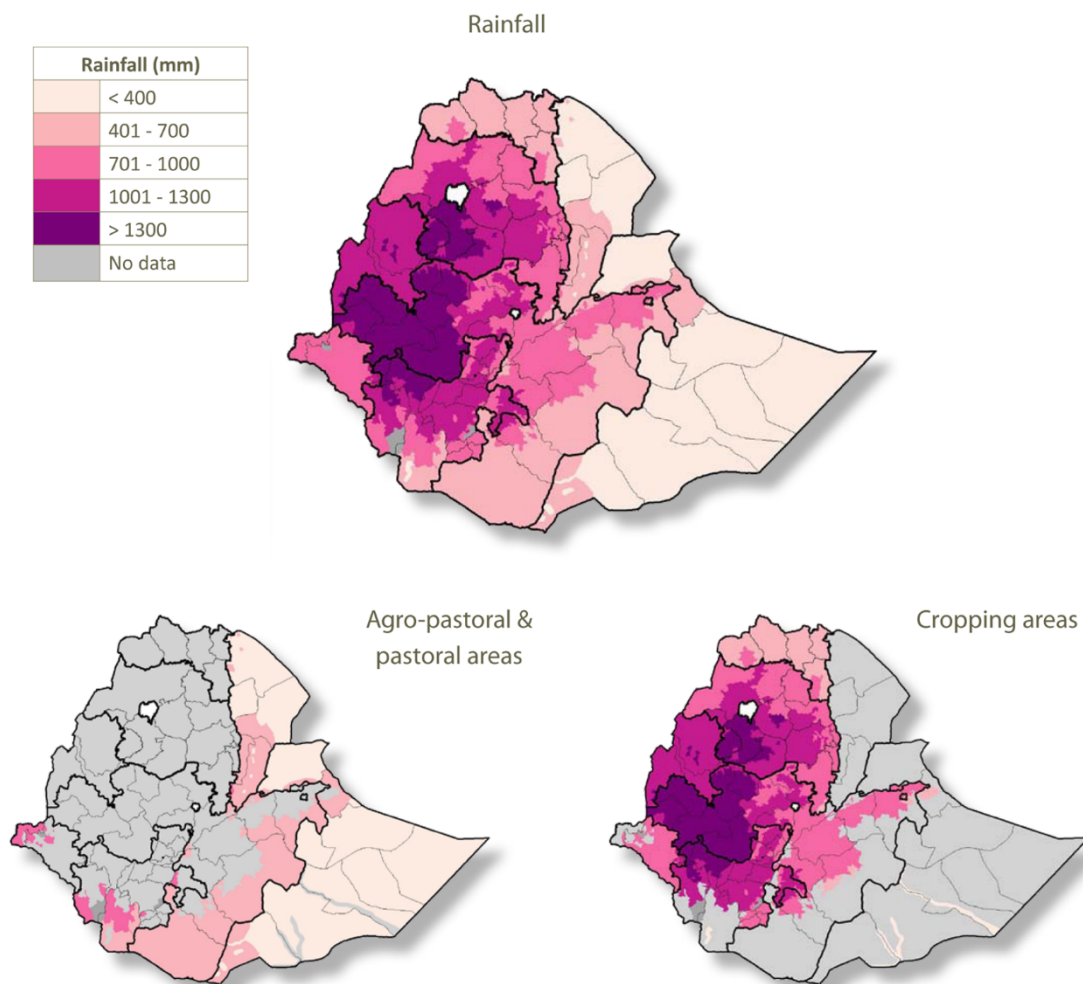 Rainfall
Rainfall (mm)
< 400
401 - 700
701 - 1000
1001 - 1300
> 1300
No data
Agro-pastoral &
pastoral areas
Cropping areas